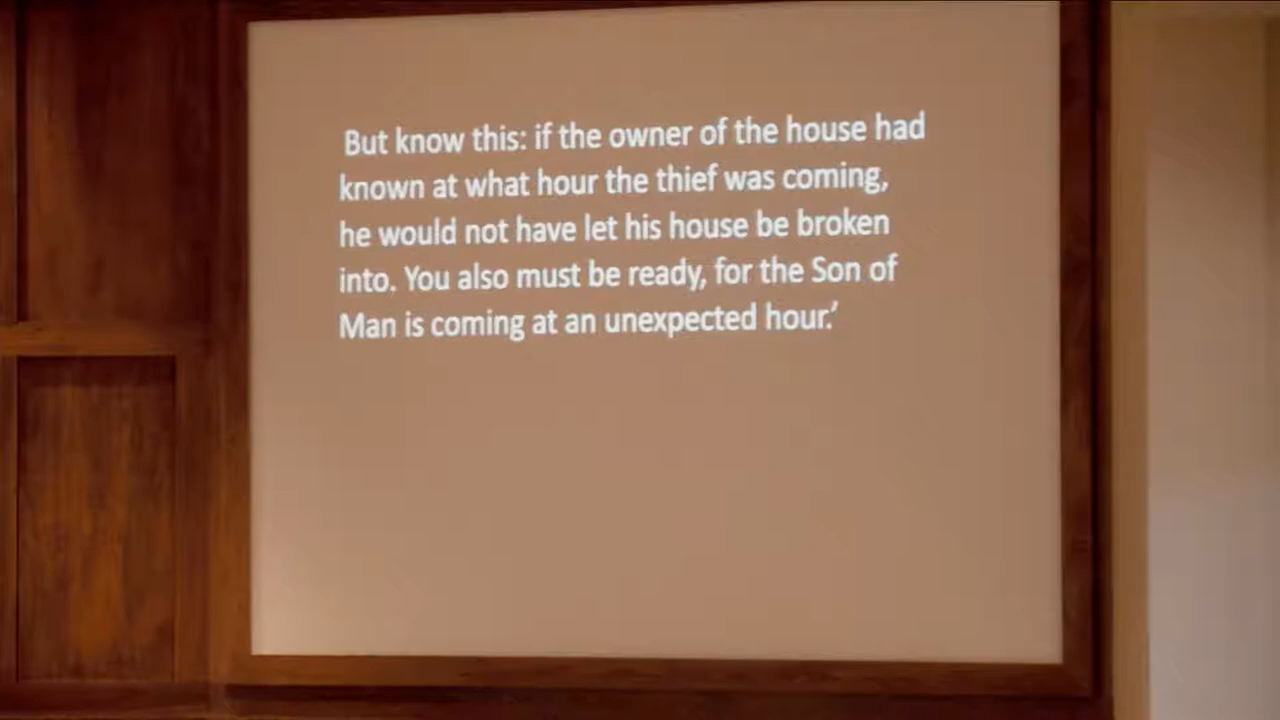 But know this: if the owner of the house had
known at what hour the thief was coming,
he would not have let his house be broken
into. You also must be ready, for the Son of
Man is coming at an unexpected hour.’